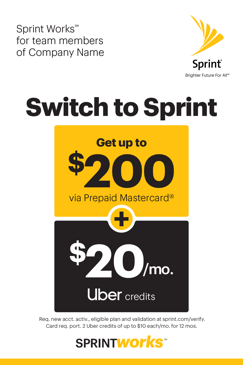 Sprint Works™
for team members
of Company Name
Sprint®
Brighter Future For All℠
Switch to Sprint
Get up to
$200
via Prepaid Mastercard®
+
$20/mo.
Uber credits
Req. new acct. activ., eligible plan and validation at sprint.com/verify.
Card req. port. 2 Uber credits of up to $10 each/mo. for 12 mos.
SPRINTworks℠